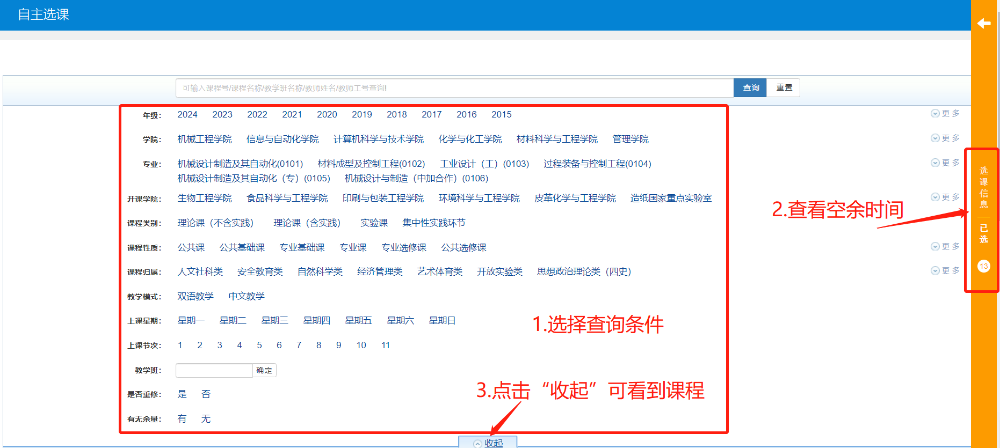 自主选课
可输入课程号/课程名称/教学班名称/教师姓名/教师工号查询! 查询 重置
年级： 2024 2023 2022 2021 2020 2019 2018 2017 2016 2015 更 多
学院： 机械工程学院 信息与自动化学院 计算机科学与技术学院 化学与化工学院 材料科学与工程学院 管理学院 更 多
专业： 机械设计制造及其自动化(0101) 材料成型及控制工程(0102) 工业设计（工）(0103) 过程装备与控制工程(0104) 更 多
机械设计制造及其自动化（专）(0105) 机械设计与制造（中加合作）(0106)
开课学院： 生物工程学院 食品科学与工程学院 印刷与包装工程学院 环境科学与工程学院 皮革化学与工程学院 造纸国家重点实验室 更 多
2.查看空余时间
课程类别： 理论课（不含实践） 理论课（含实践） 实验课 集中性实践环节
课程性质： 公共课 公共基础课 专业基础课 专业课 专业选修课 公共选修课 更 多
课程归属： 人文社科类 安全教育类 自然科学类 经济管理类 艺术体育类 开放实验类 思想政治理论类（四史） 更 多
教学模式： 双语教学 中文教学
上课星期： 星期一 星期二 星期三 星期四 星期五 星期六 星期日
1.选择查询条件
上课节次： 1 2 3 4 5 6 7 8 9 10 11
教学班： 确定
是否重修： 是 否
3.点击“收起”可看到课程
有无余量： 有 无
收起
选课信息
已选
13